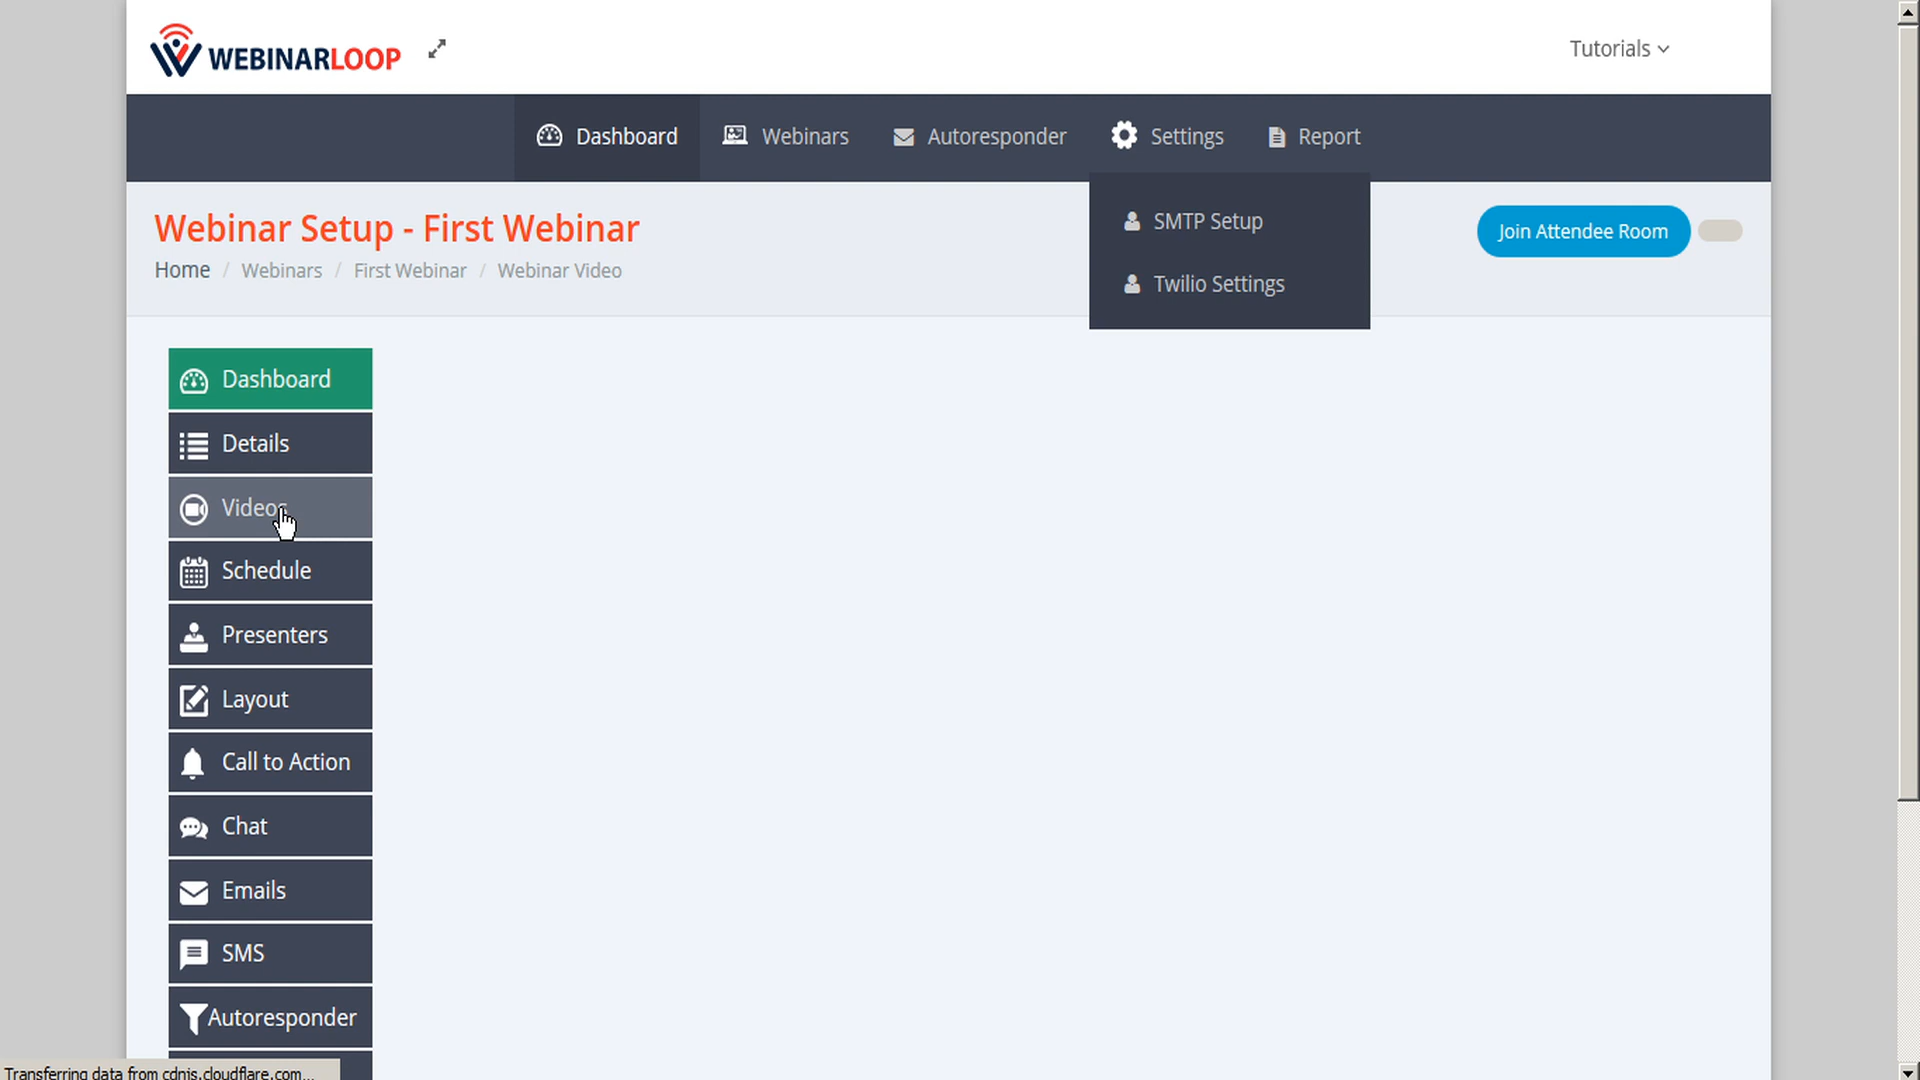 WEBINARLOOP
Tutorials
Dashboard Webinars Autoresponder Settings Report
SMTP Setup
Twilio Settings
Webinar Setup - First Webinar
Home / Webinars / First Webinar / Webinar Video
Join Attendee Room
Dashboard
Details
Videos
Schedule
Presenters
Layout
Call to Action
Chat
Emails
SMS
Autoresponder
Transferring data from cdnjs.cloudflare.com...